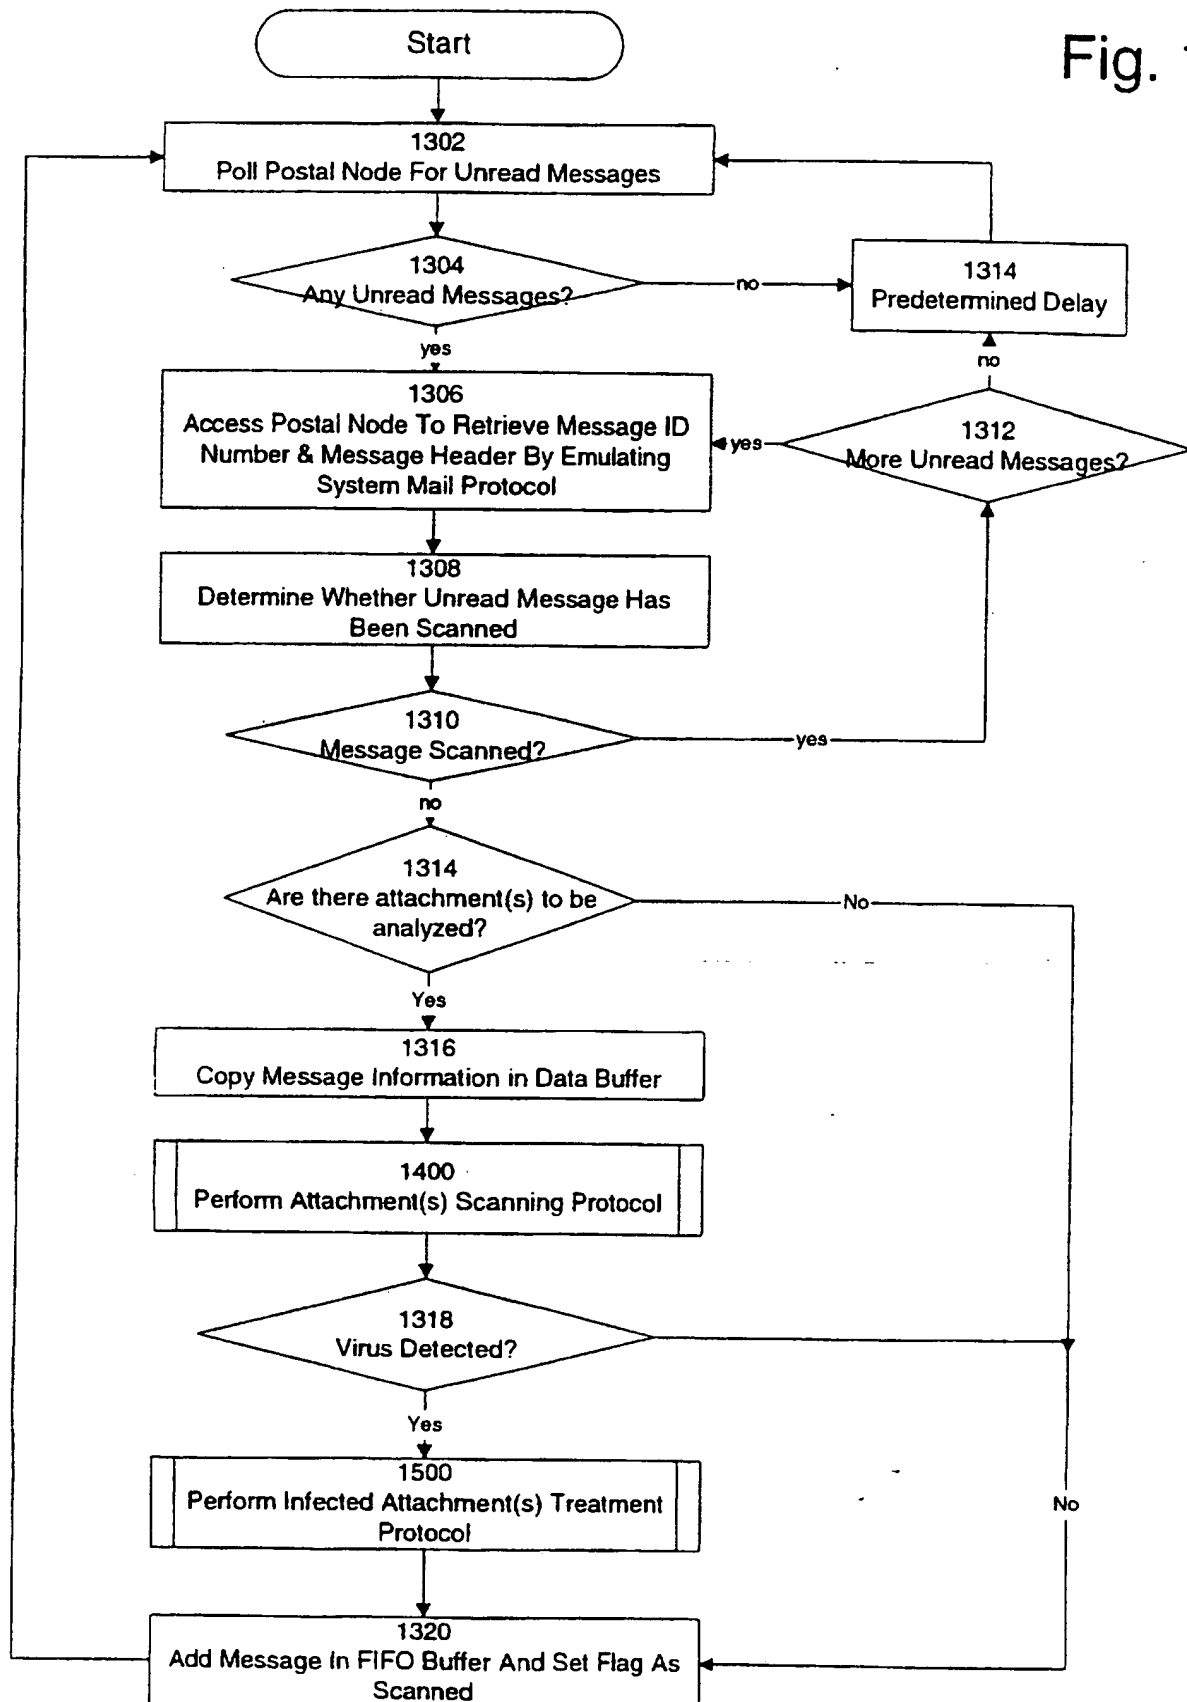 Start
Fig.
1302
Poll Postal Node For Unread Messages
1304
Any Unread Messages?
no
1314
Predetermined Delay
yes
no
1306
Access Postal Node To Retrieve Message ID
Number & Message Header By Emulating
System Mail Protocol
yes
1312
More Unread Messages?
1308
Determine Whether Unread Message Has
Been Scanned
1310
Message Scanned?
yes
no
1314
Are there attachment(s) to be
analyzed?
No
Yes
1316
Copy Message Information in Data Buffer
1400
Perform Attachment(s) Scanning Protocol
1318
Virus Detected?
Yes
1500
Perform Infected Attachment(s) Treatment
Protocol
No
1320
Add Message In FIFO Buffer And Set Flag As
Scanned